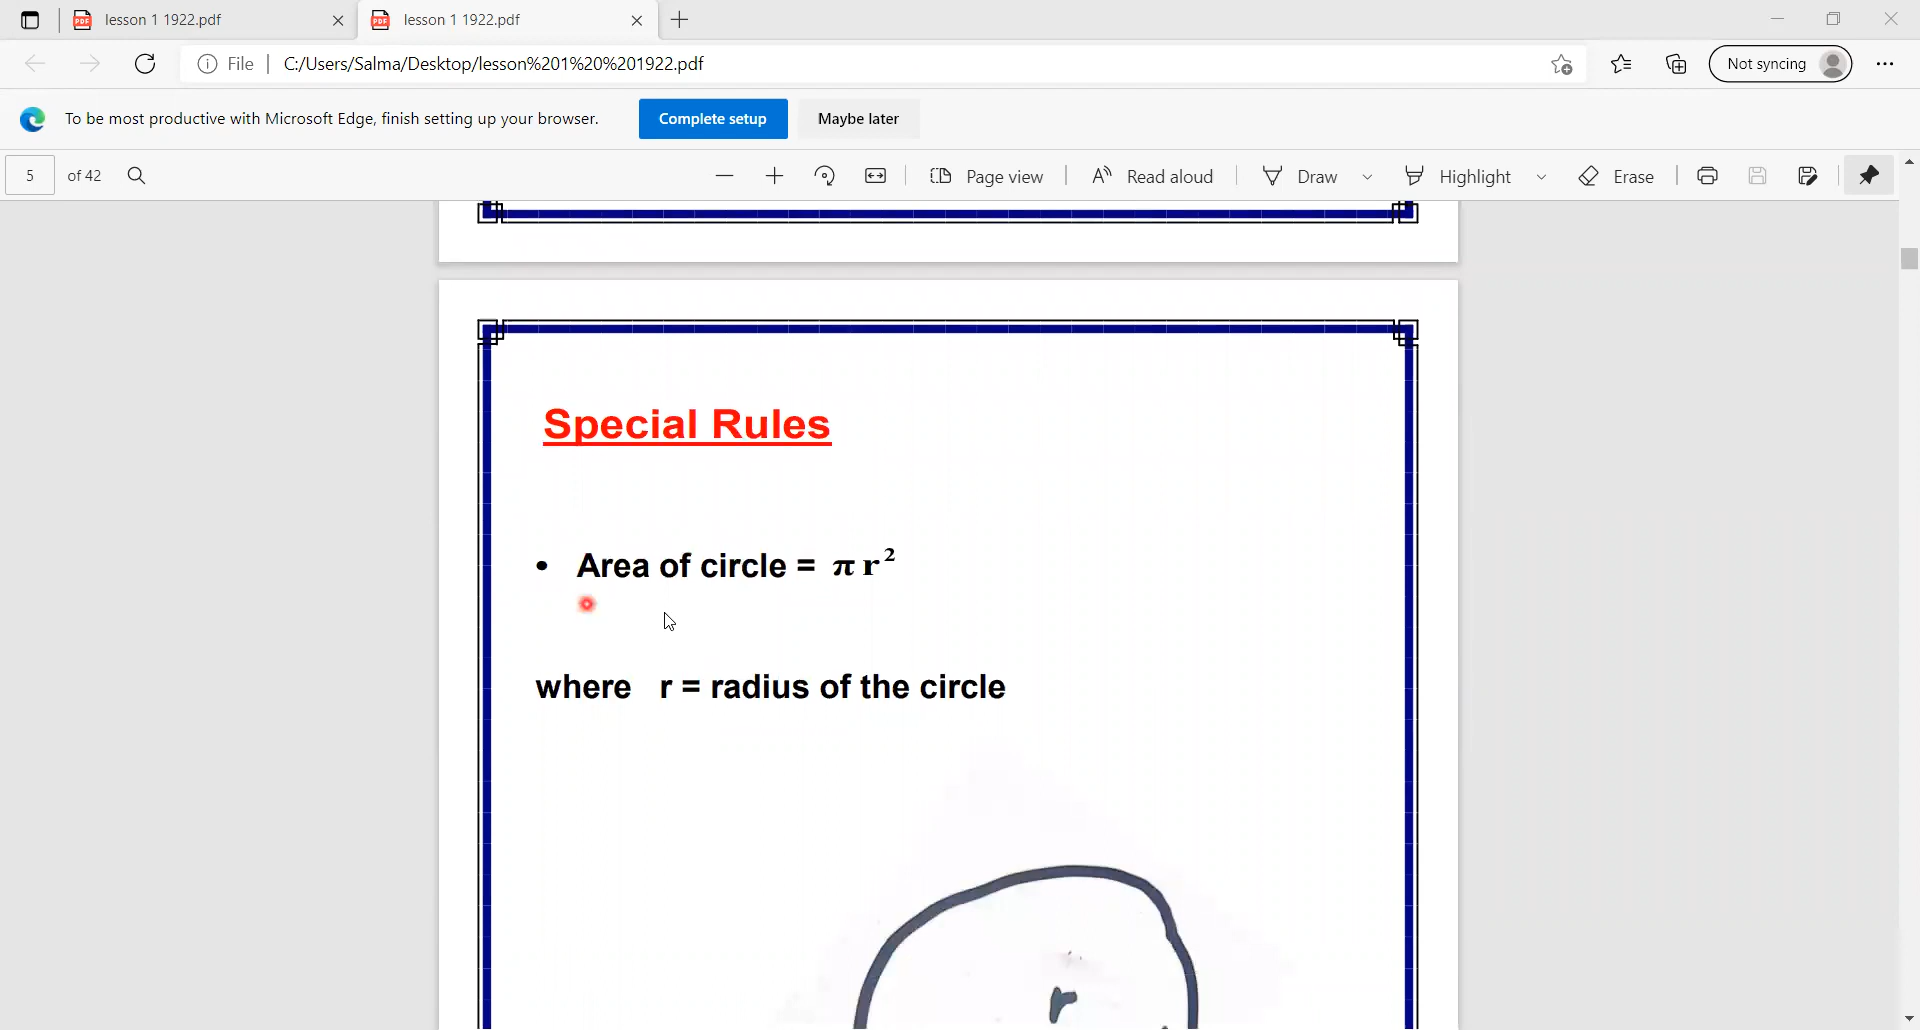 lesson 1 1922.pdf
lesson 1 1922.pdf
File
C:/Users/Salma/Desktop/lesson%201%20%201922.pdf
Not syncing
To be most productive with Microsoft Edge, finish setting up your browser.
Complete setup
Maybe later
5 of 42
Page view
Read aloud
Draw
Highlight
Erase
Special Rules
• Area of circle = π r²
where r = radius of the circle
r